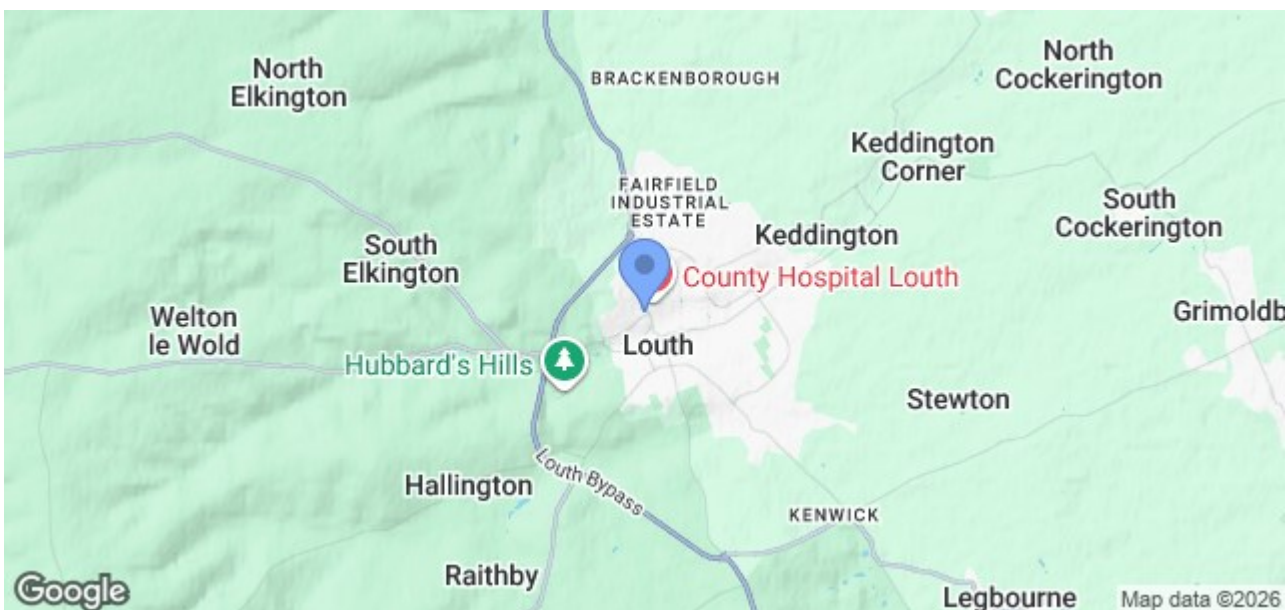 North
Elkington
BRACKENBOROUGH
North
Cockerington
Keddington
Corner
FAIRFIELD
INDUSTRIAL
ESTATE
South
Cockerington
Keddington
South
Elkington
County Hospital Louth
Welton
le Wold
Grimoldb
Louth
Hubbard's Hills
Stewton
Louth Bypass
Hallington
KENWICK
Raithby
Legbourne
Google
Map data ©2026